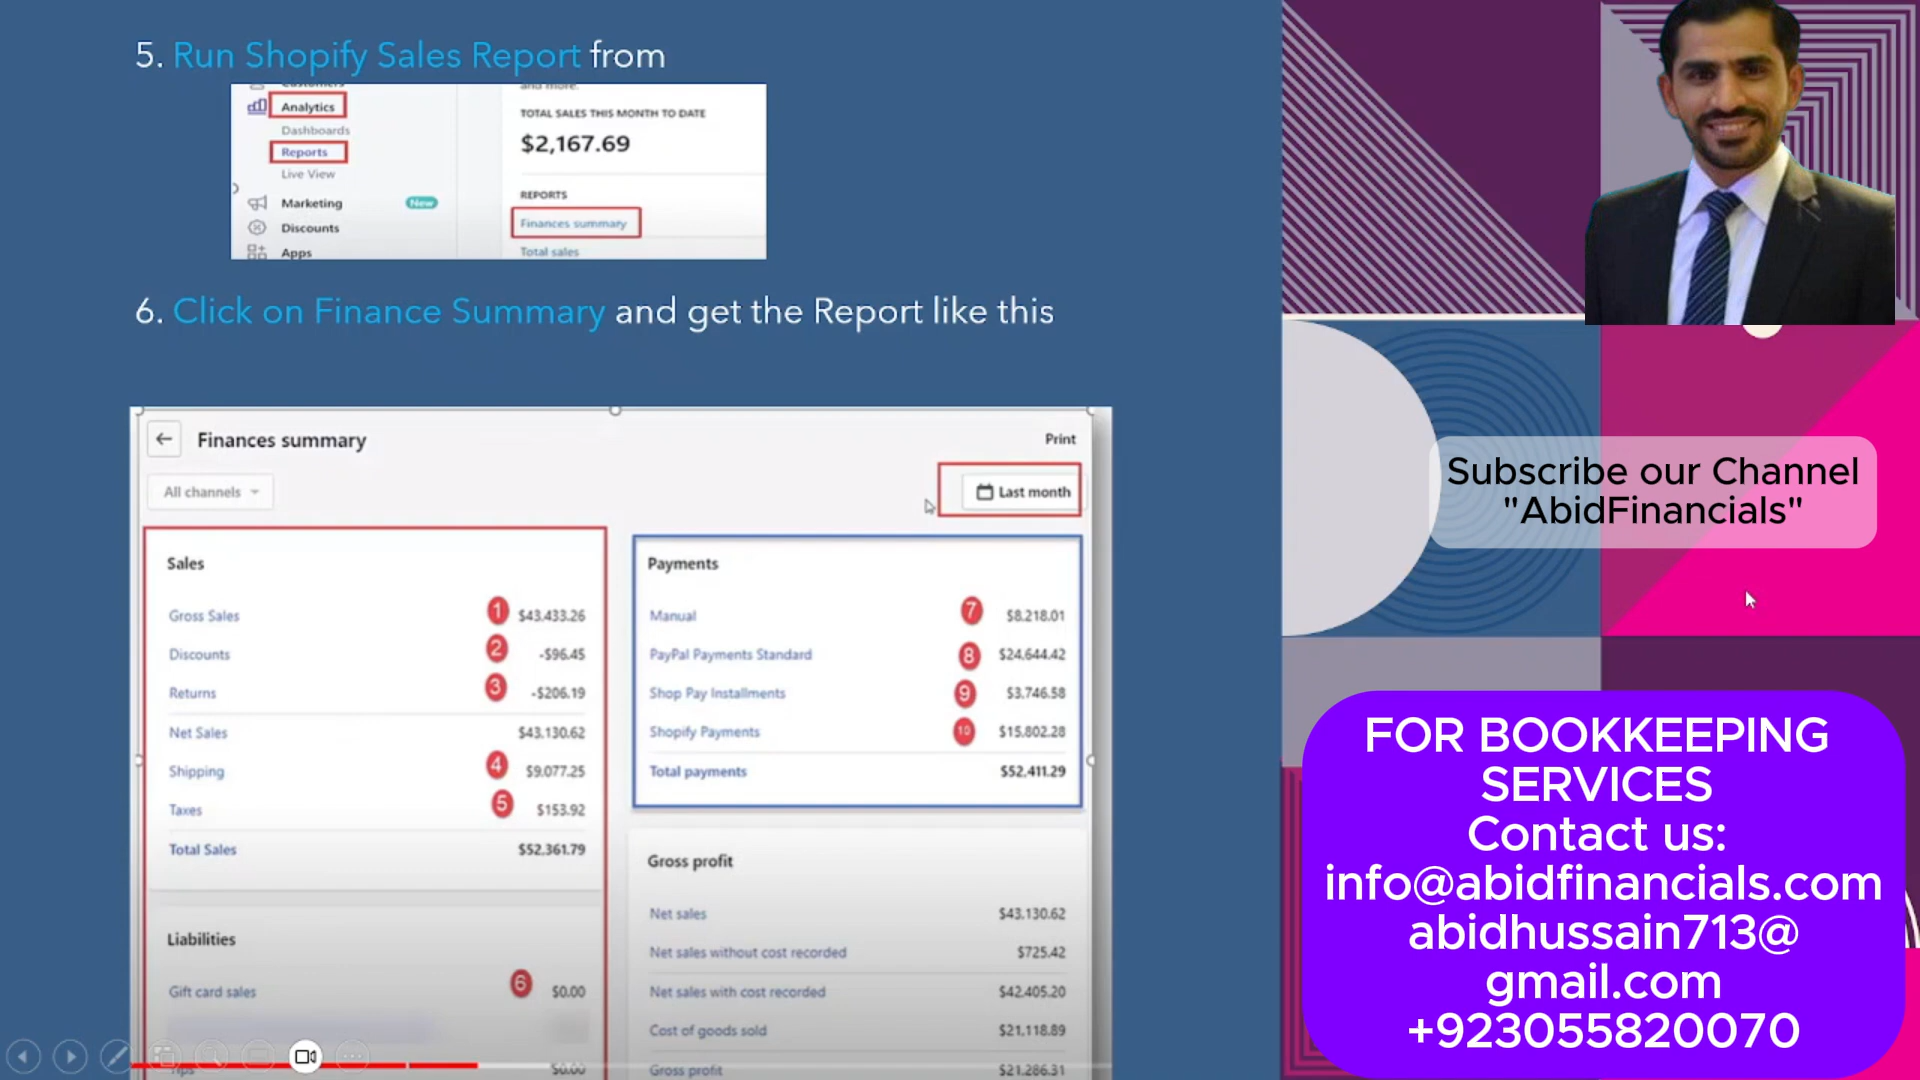 5. Run Shopify Sales Report from
Customers
and more.
Analytics
TOTAL SALES THIS MONTH TO DATE
Dashboards
$2,167.69
Reports
Live View
REPORTS
Marketing New
Finances summary
Discounts
Total sales
Apps
6. Click on Finance Summary and get the Report like this
Finances summary
Print
All channels
Last month
Sales
Gross Sales 1 $43,433.26
Discounts 2 -$96.45
Returns 3 -$206.19
Net Sales $43,130.62
Shipping 4 $9,077.25
Taxes 5 $153.92
Total Sales $52,361.79
Liabilities
Gift card sales 6 $0.00
Tips $0.00
Payments
Manual 7 $8,218.01
PayPal Payments Standard 8 $24,644.42
Shop Pay Installments 9 $3,746.58
Shopify Payments 10 $15,802.28
Total payments $52,411.29
Gross profit
Net sales $43,130.62
Net sales without cost recorded $725.42
Net sales with cost recorded $42,405.20
Cost of goods sold $21,118.89
Gross profit $21,286.31
Subscribe our Channel
"AbidFinancials"
FOR BOOKKEEPING
SERVICES
Contact us:
info@abidfinancials.com
abidhussain713@
gmail.com
+923055820070